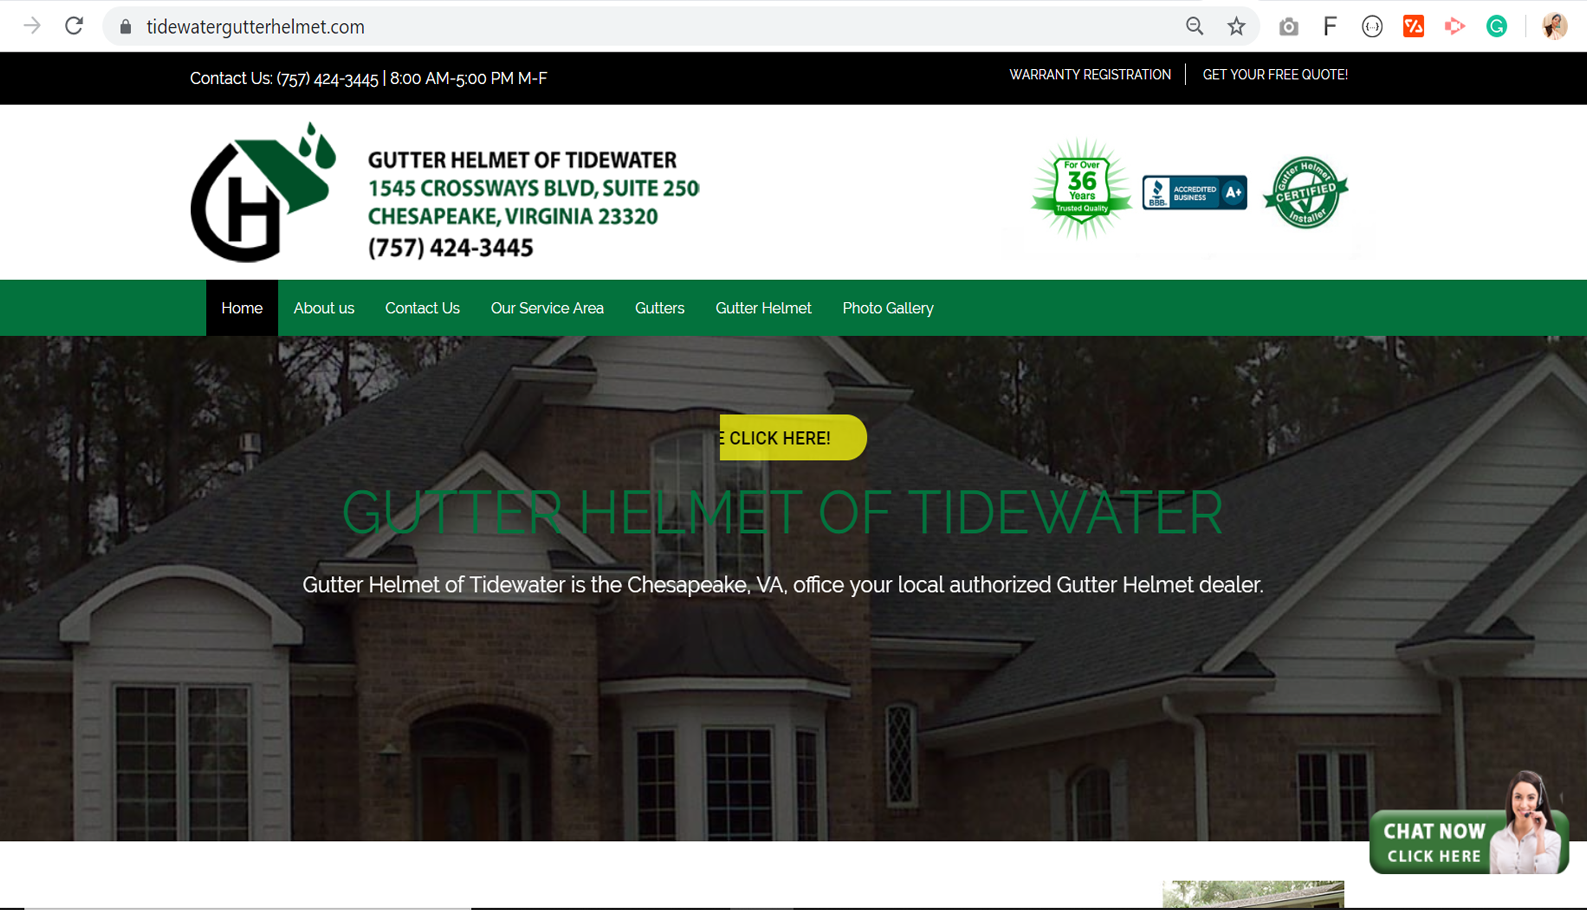 tidewatergutterhelmet.com
Contact Us: (757) 424-3445 | 8:00 AM-5:00 PM M-F
WARRANTY REGISTRATION
GET YOUR FREE QUOTE!
H
GUTTER HELMET OF TIDEWATER
1545 CROSSWAYS BLVD, SUITE 250
CHESAPEAKE, VIRGINIA 23320
(757) 424-3445
For Over
36
Years
Trusted Quality
BBB.
ACCREDITED
BUSINESS
A+
Gutter Helmet
CERTIFIED
Installer
Home
About us
Contact Us
Our Service Area
Gutters
Gutter Helmet
Photo Gallery
E CLICK HERE!
GUTTER HELMET OF TIDEWATER
Gutter Helmet of Tidewater is the Chesapeake, VA, office your local authorized Gutter Helmet dealer.
CHAT NOW
CLICK HERE